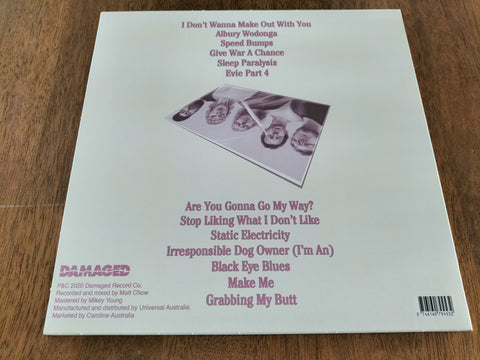 I Don't Wanna Make Out With You
Albury Wodonga
Speed Bumps
Give War A Chance
Sleep Paralysis
Evie Part 4
Are You Gonna Go My Way?
Stop Liking What I Don't Like
Static Electricity
Irresponsible Dog Owner (I'm An)
Black Eye Blues
Make Me
Grabbing My Butt
DAMAGED
P&C 2020 Damaged Record Co.
Recorded and mixed by Matt Chow
Mastered by Mikey Young
Manufactured and distributed by Universal Australia
Marketed by Caroline Australia